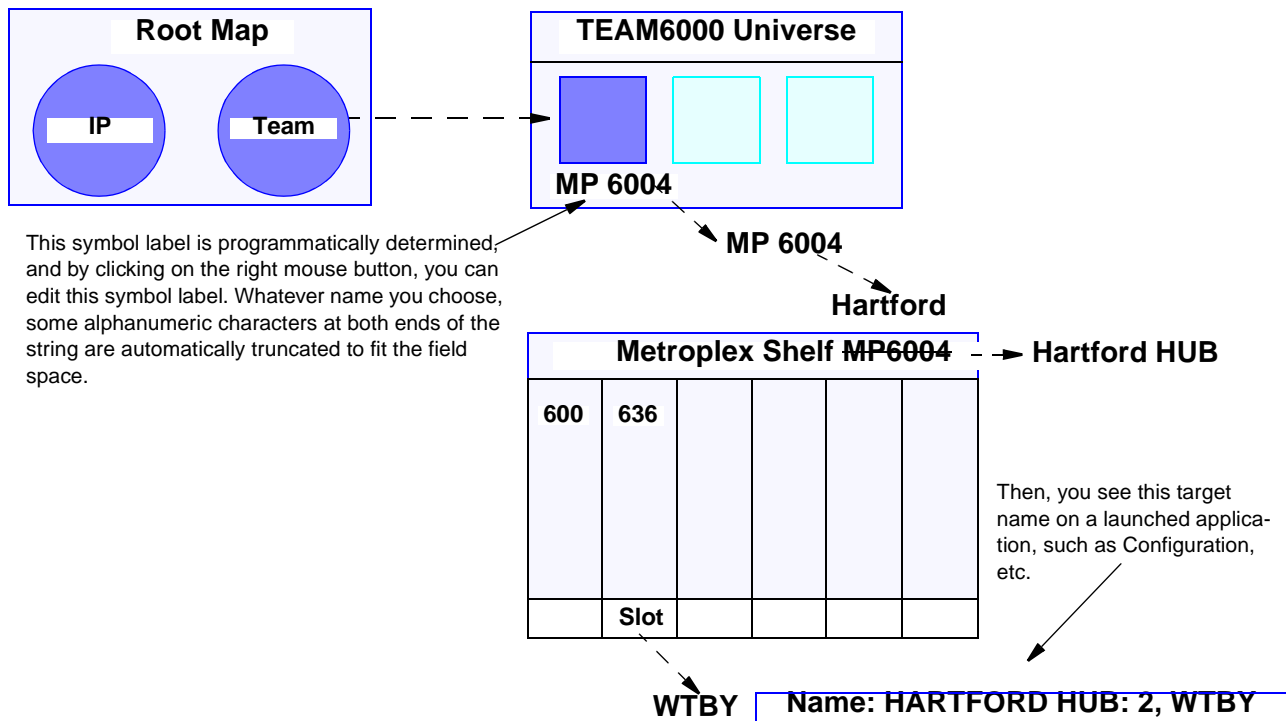 Root Map
IP
Team
TEAM6000 Universe
MP 6004
This symbol label is programmatically determined,
and by clicking on the right mouse button, you can
edit this symbol label. Whatever name you choose,
some alphanumeric characters at both ends of the
string are automatically truncated to fit the field
space.
MP 6004
Hartford
Metroplex Shelf MP6004
Hartford HUB
600
636
Then, you see this target
name on a launched applica-
tion, such as Configuration,
etc.
Slot
WTBY
Name: HARTFORD HUB: 2, WTBY